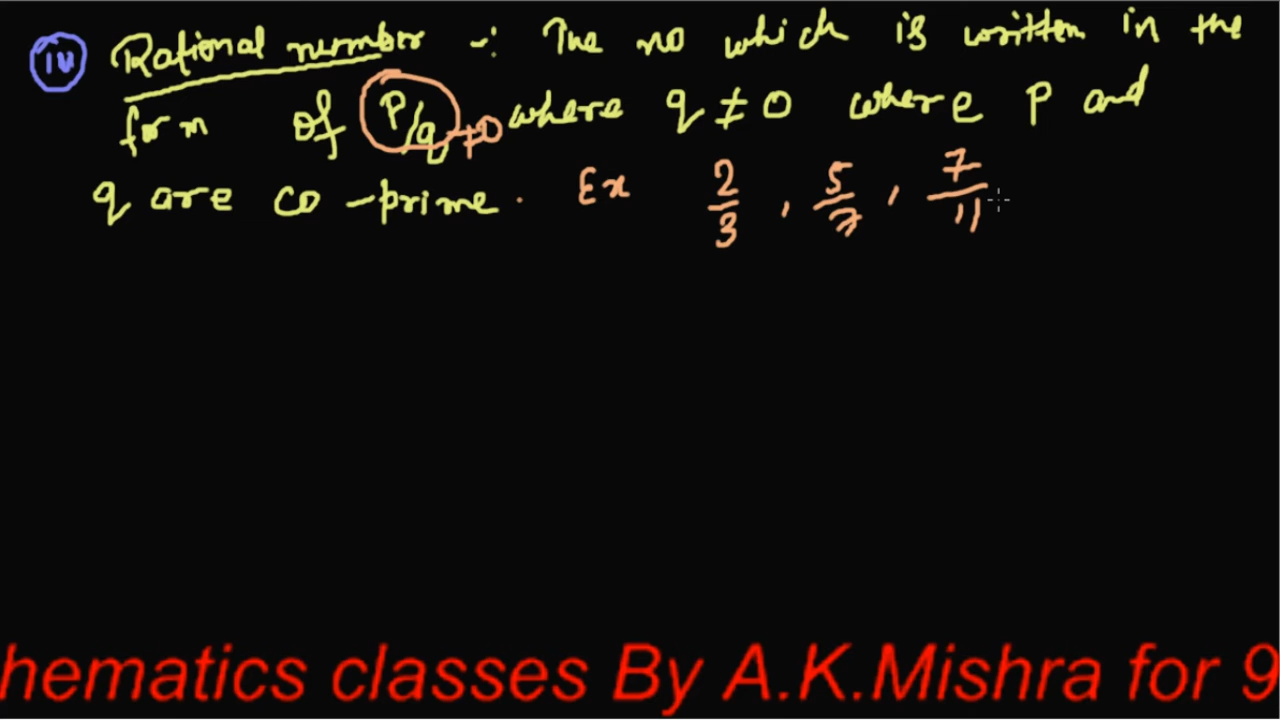 (iv) Rational number -: The no which is written in the
form of P/q ≠0 where q ≠ 0 where P and
q are co-prime. Ex 2/3, 5/7, 7/11
hematics classes By A.K.Mishra for 9